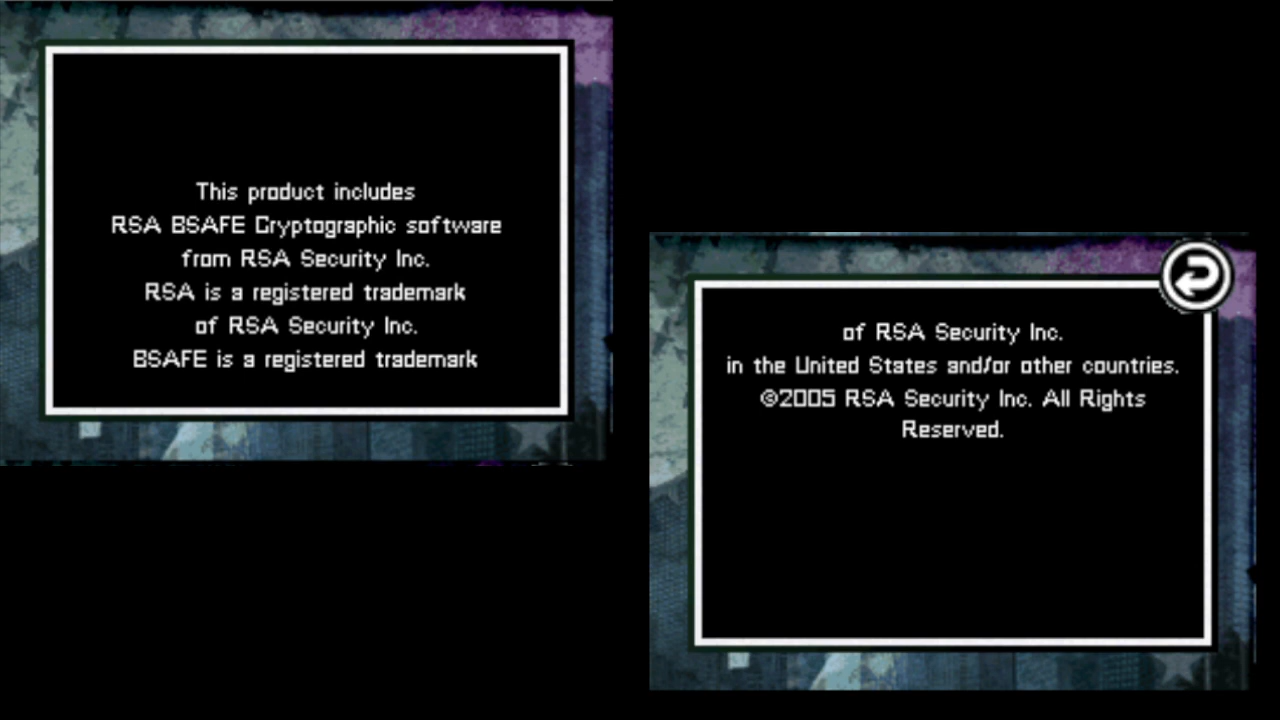 This product includes
RSA BSAFE Cryptographic software
from RSA Security Inc.
RSA is a registered trademark
of RSA Security Inc.
BSAFE is a registered trademark
of RSA Security Inc.
in the United States and/or other countries.
©2005 RSA Security Inc. All Rights
Reserved.